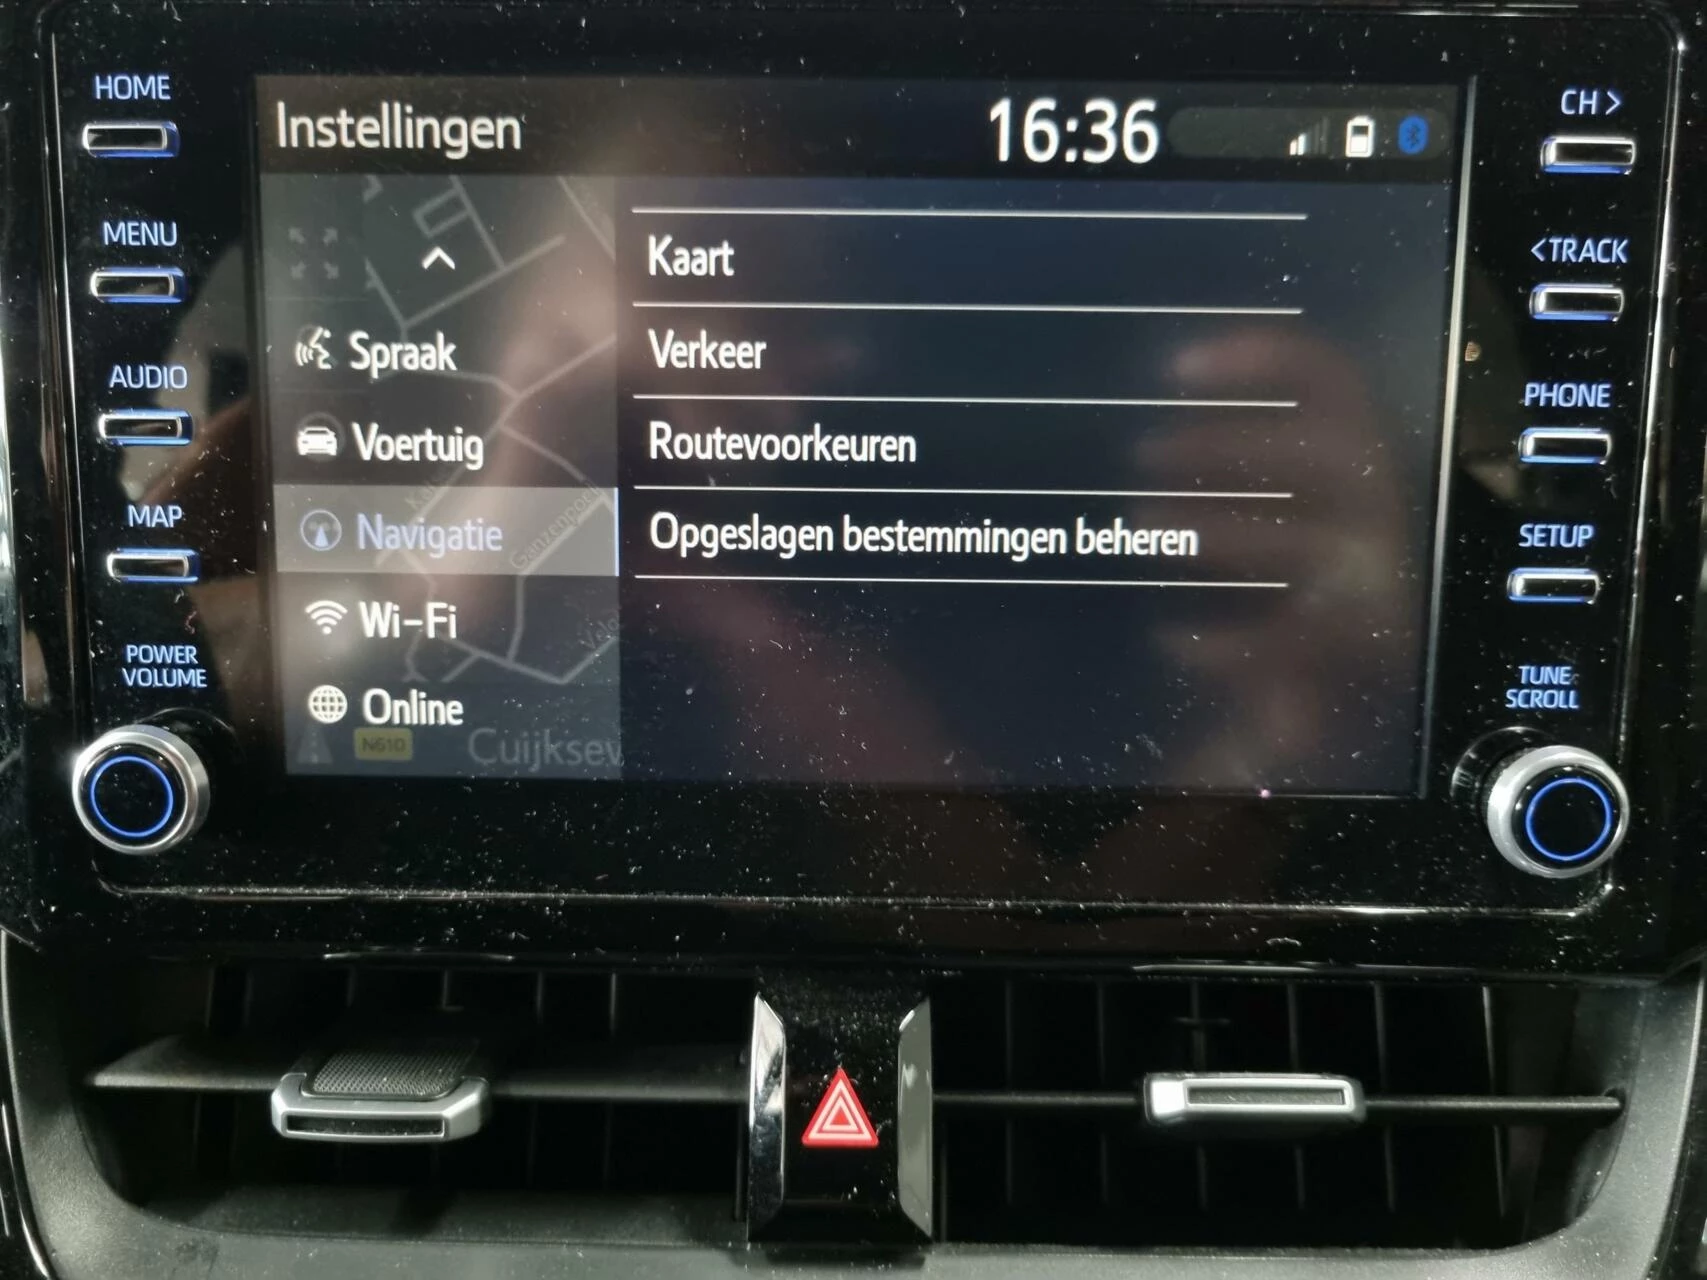 HOME
MENU
AUDIO
MAP
POWER
VOLUME
Instellingen
16:36
Spraak
Voertuig
Navigatie
Wi-Fi
Online
Ganzenpoel
N610
Kaart
Verkeer
Routevoorkeuren
Opgeslagen bestemmingen beheren
CH >
<TRACK
PHONE
SETUP
TUNE
SCROLL